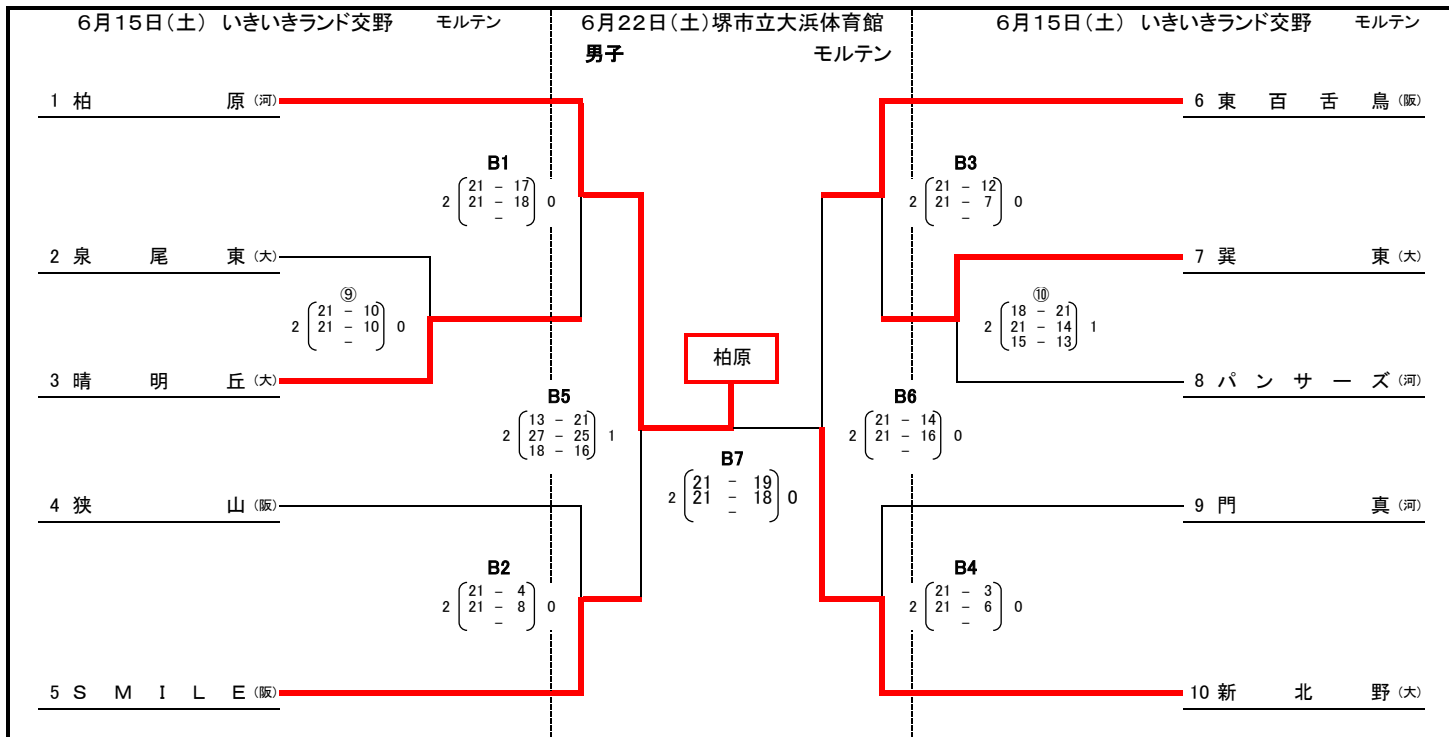 6月15日(土) いきいきランド交野 モルテン
6月22日(土)堺市立大浜体育館
男子 モルテン
6月15日(土) いきいきランド交野 モルテン
1 柏原 (河)
6 東百舌鳥 (阪)
B1
21 - 17
2 21 - 18 0
-
B3
21 - 12
2 21 - 7 0
-
2 泉尾東 (大)
7 巽東 (大)
⑨
21 - 10
2 21 - 10 0
-
⑩
18 - 21
2 21 - 14 1
15 - 13
柏原
3 晴明丘 (大)
8 パンサーズ (河)
B5
13 - 21
2 27 - 25 1
18 - 16
B6
21 - 14
2 21 - 16 0
-
B7
21 - 19
2 21 - 18 0
-
4 狭山 (阪)
9 門真 (河)
B2
21 - 4
2 21 - 8 0
-
B4
21 - 3
2 21 - 6 0
-
5 SMILE (阪)
10 新北野 (大)